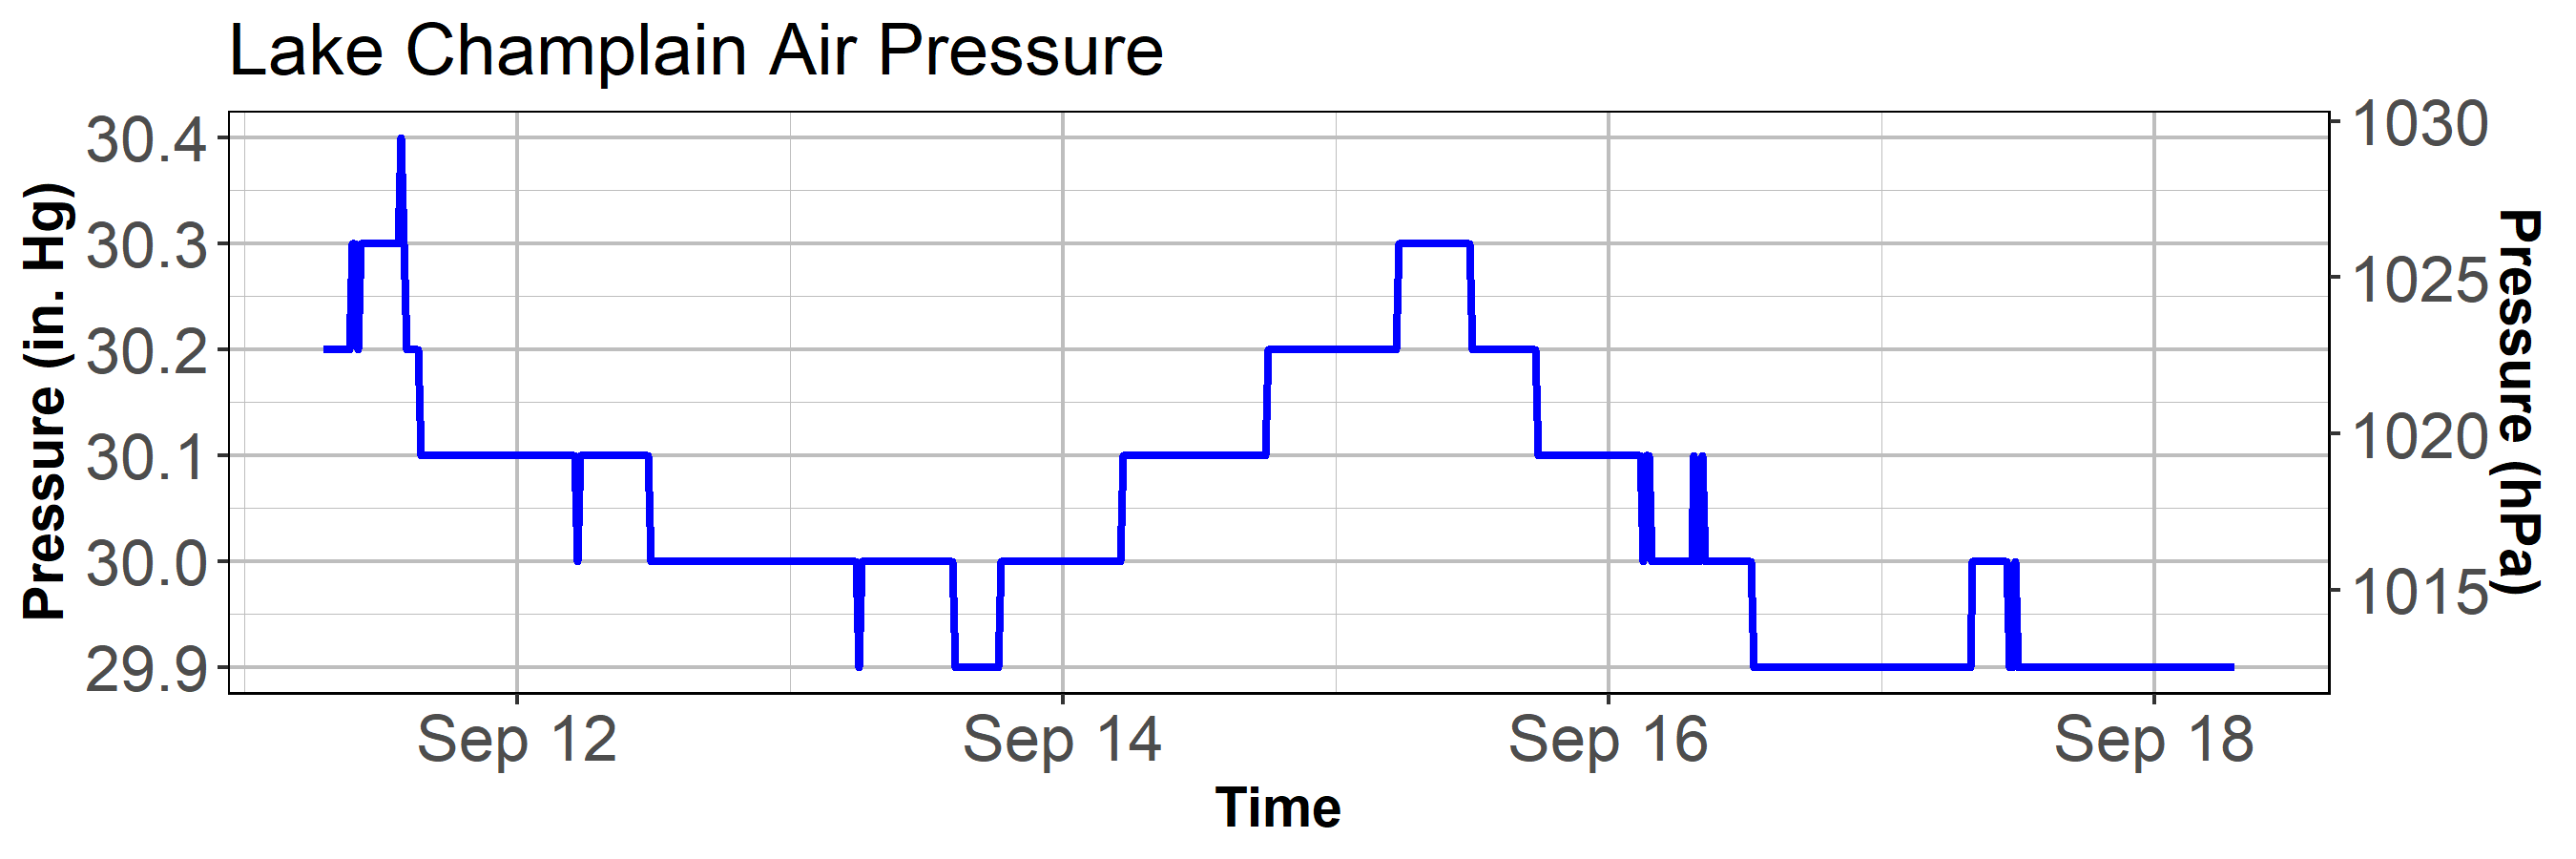 Lake Champlain Air Pressure
Pressure (in. Hg)
30.4
30.3
30.2
30.1
30.0
29.9
1030
1025
1020
1015
Pressure (hPa)
Sep 12 Sep 14 Sep 16 Sep 18
Time